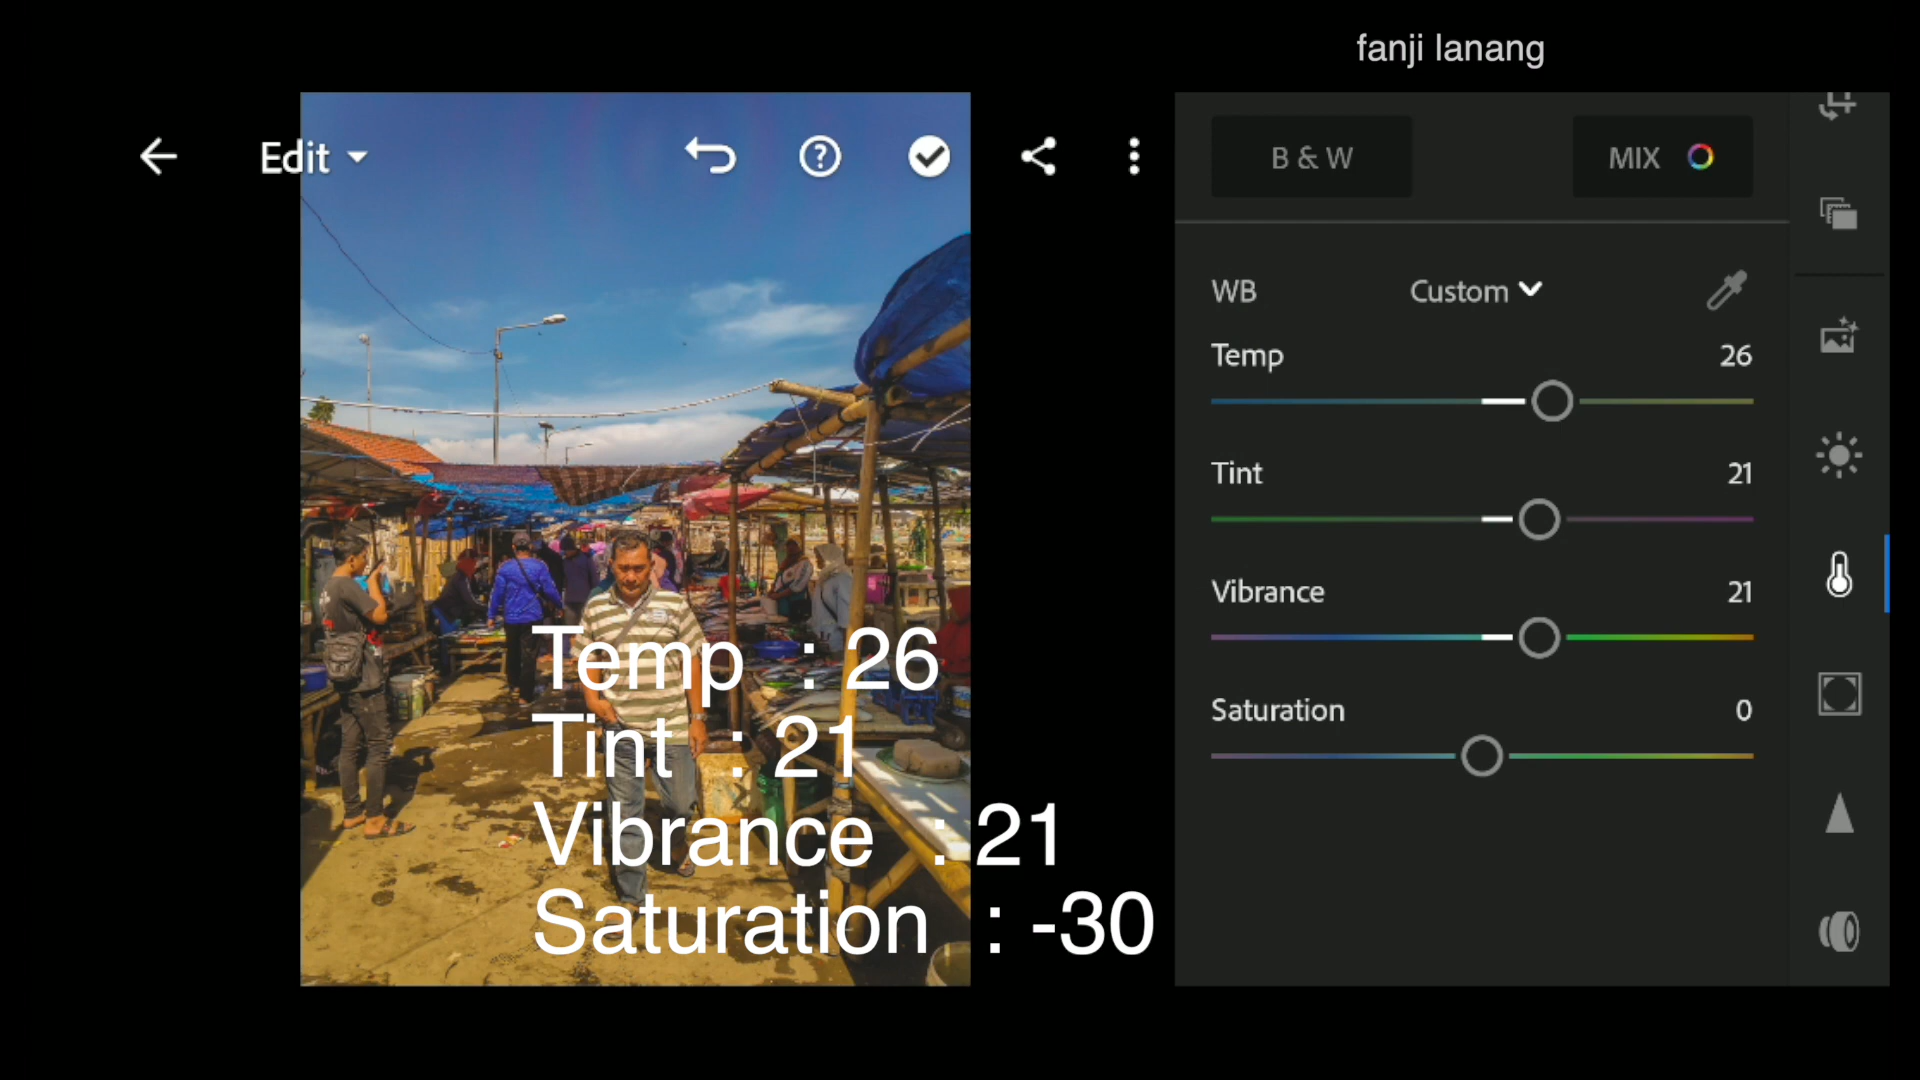 fanji lanang
Edit
B & W
MIX
WB
Custom
Temp 26
Tint 21
Vibrance 21
Saturation 0
Temp : 26
Tint : 21
Vibrance : 21
Saturation : -30